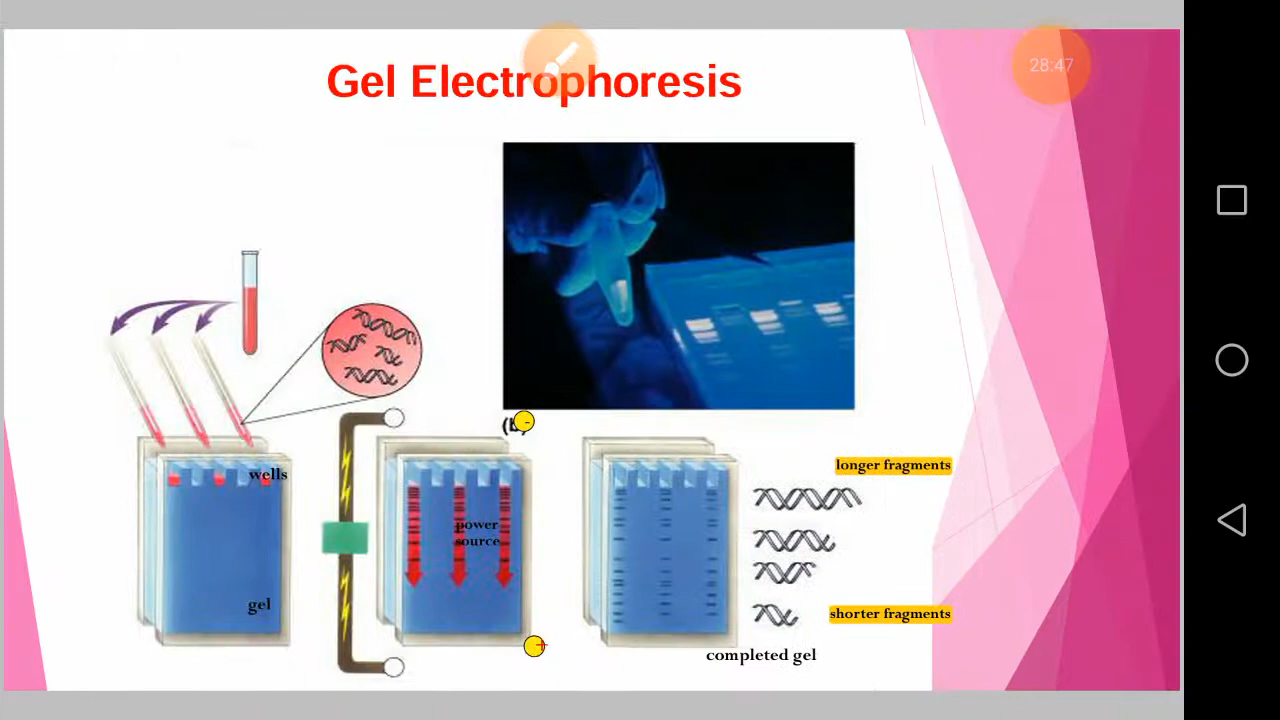 Gel Electrophoresis
28:47
(b)
-
wells
power
source
gel
+
longer fragments
shorter fragments
completed gel